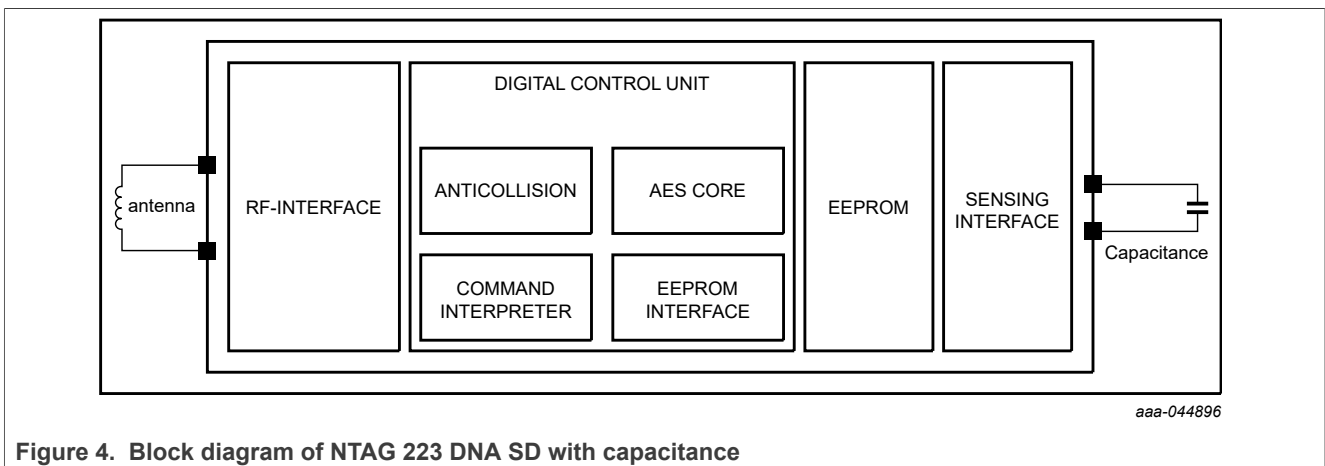 DIGITAL CONTROL UNIT
antenna
RF-INTERFACE
ANTICOLLISION
AES CORE
COMMAND
INTERPRETER
EEPROM
INTERFACE
EEPROM
SENSING
INTERFACE
Capacitance
aaa-044896
Figure 4. Block diagram of NTAG 223 DNA SD with capacitance